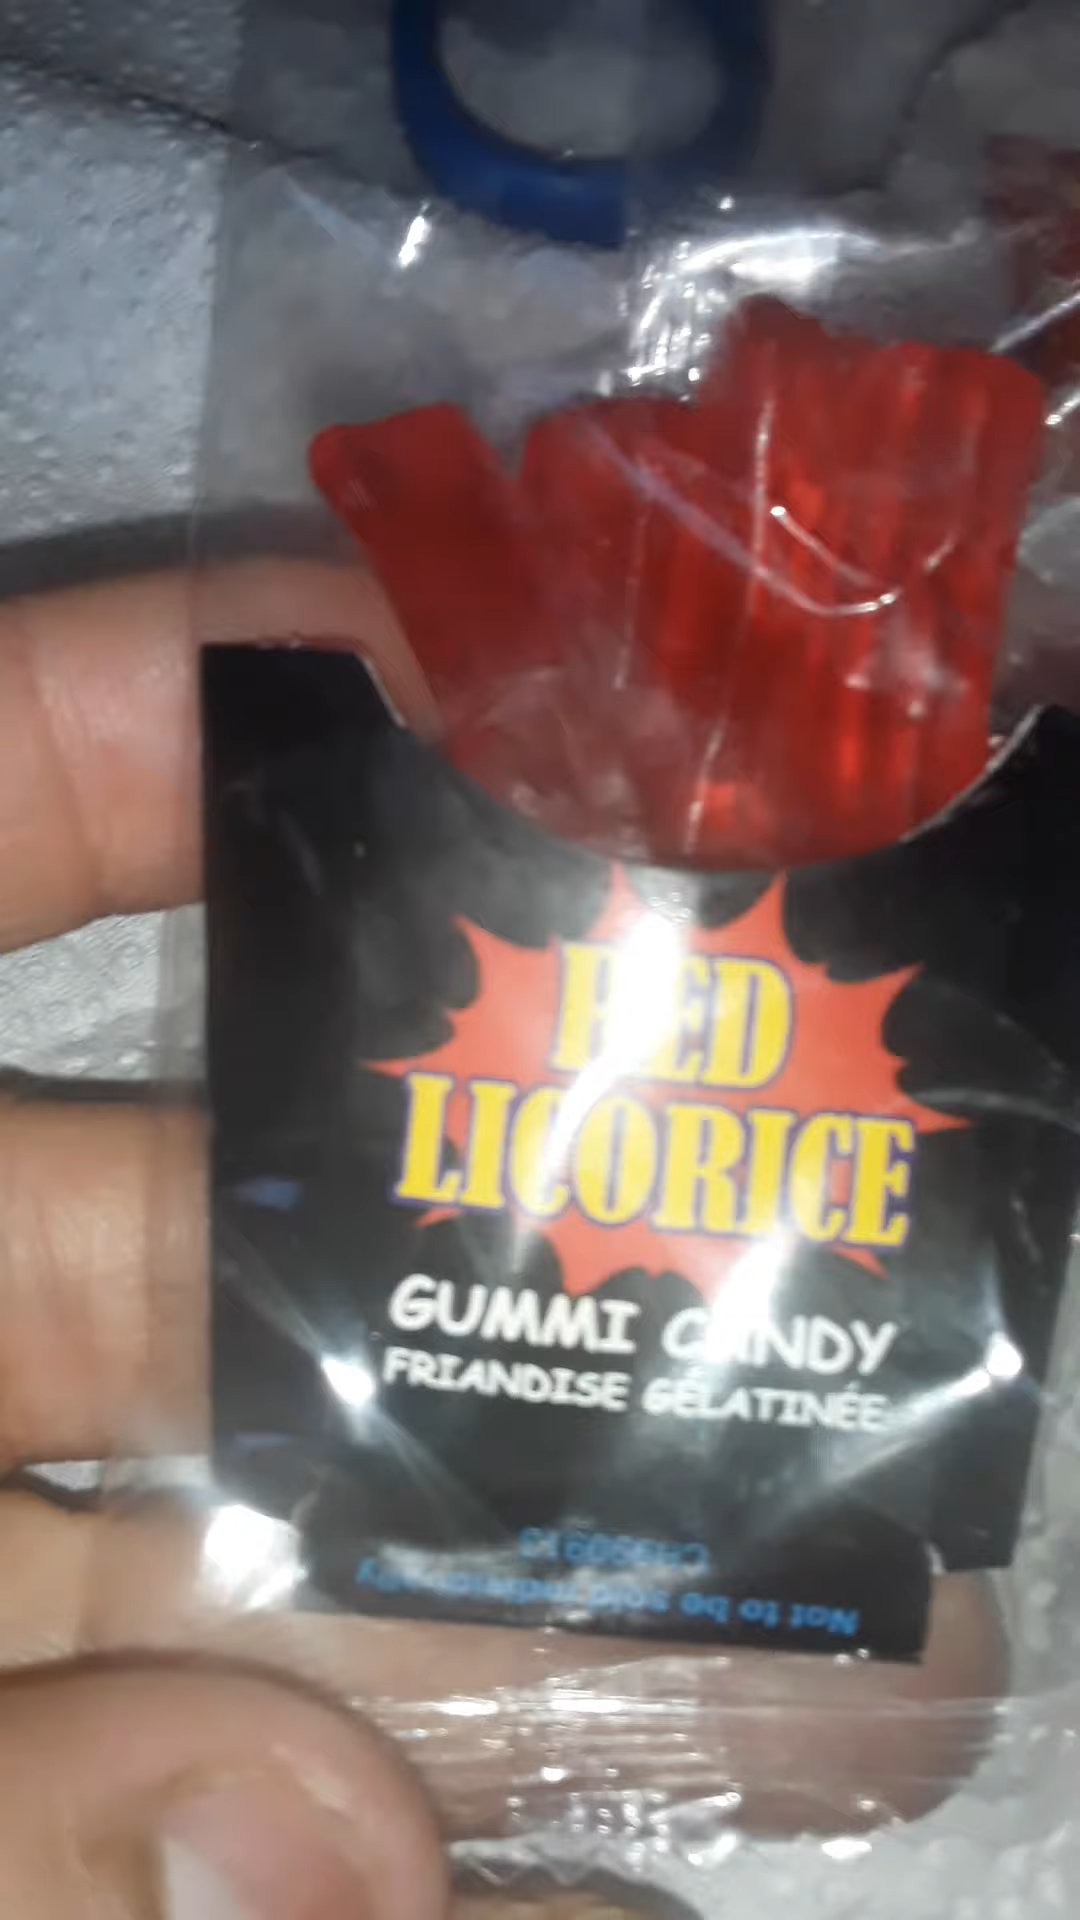 RED
LICORICE
GUMMI CANDY
FRIANDISE GÉLATINÉE
Not to be sold individually